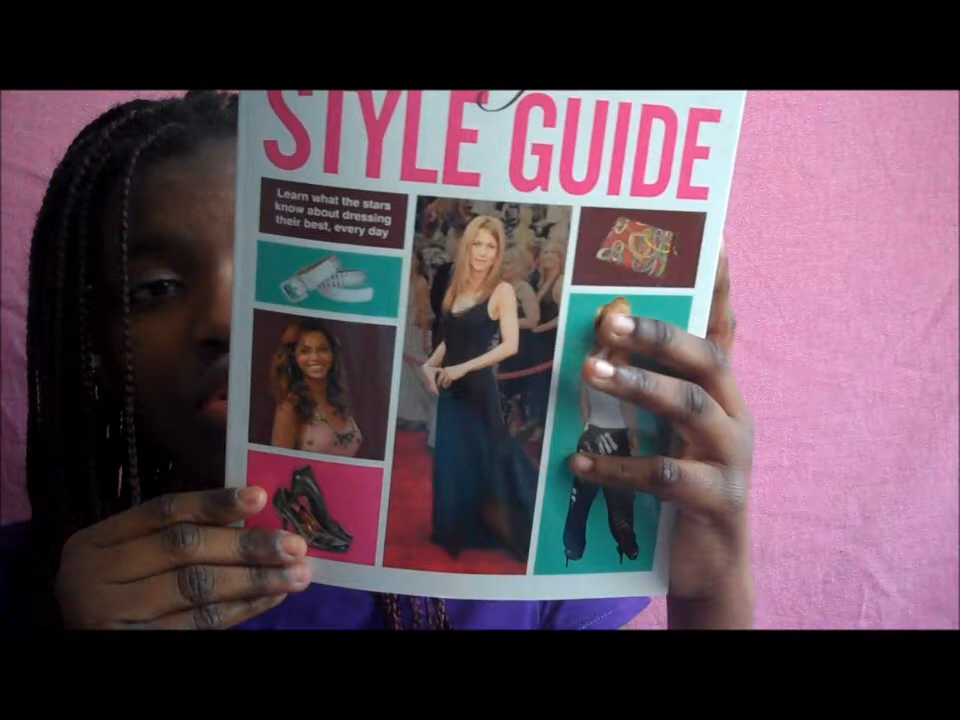 STYLE GUIDE
Learn what the stars
know about dressing
their best, every day